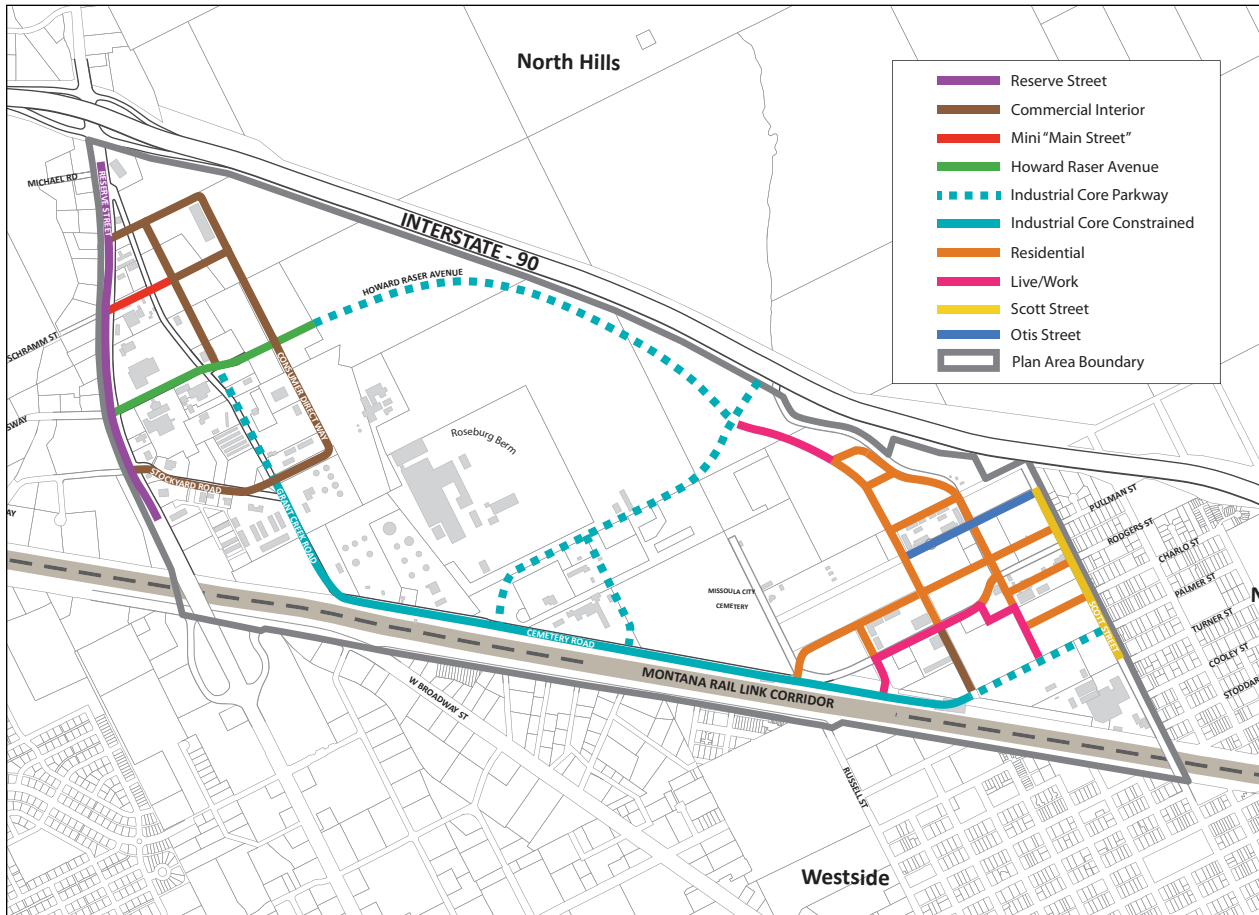 North Hills
Reserve Street
Commercial Interior
Mini “Main Street”
Howard Raser Avenue
Industrial Core Parkway
Industrial Core Constrained
Residential
Live/Work
Scott Street
Otis Street
Plan Area Boundary
MICHAEL RD
RESERVE STREET
INTERSTATE - 90
HOWARD RASER AVENUE
SCHRAMM ST
CONSUMER DIRECT WAY
SWAY
Roseburg Berm
STOCKYARD ROAD
GRANT CREEK ROAD
AY
PULLMAN ST
RODGERS ST
CHARLO ST
PALMER ST
N
TURNER ST
COOLEY ST
STODDAR
SCOTT STREET
MISSOULA CITY
CEMETERY
CEMETERY ROAD
MONTANA RAIL LINK CORRIDOR
W BROADWAY ST
RUSSELL ST
Westside